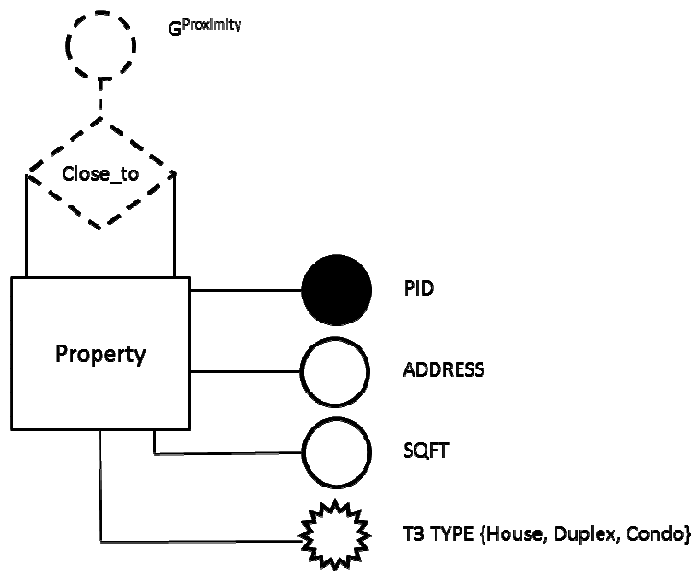 G^Proximity
Close_to
PID
Property
ADDRESS
SQFT
T3 TYPE {House, Duplex, Condo}